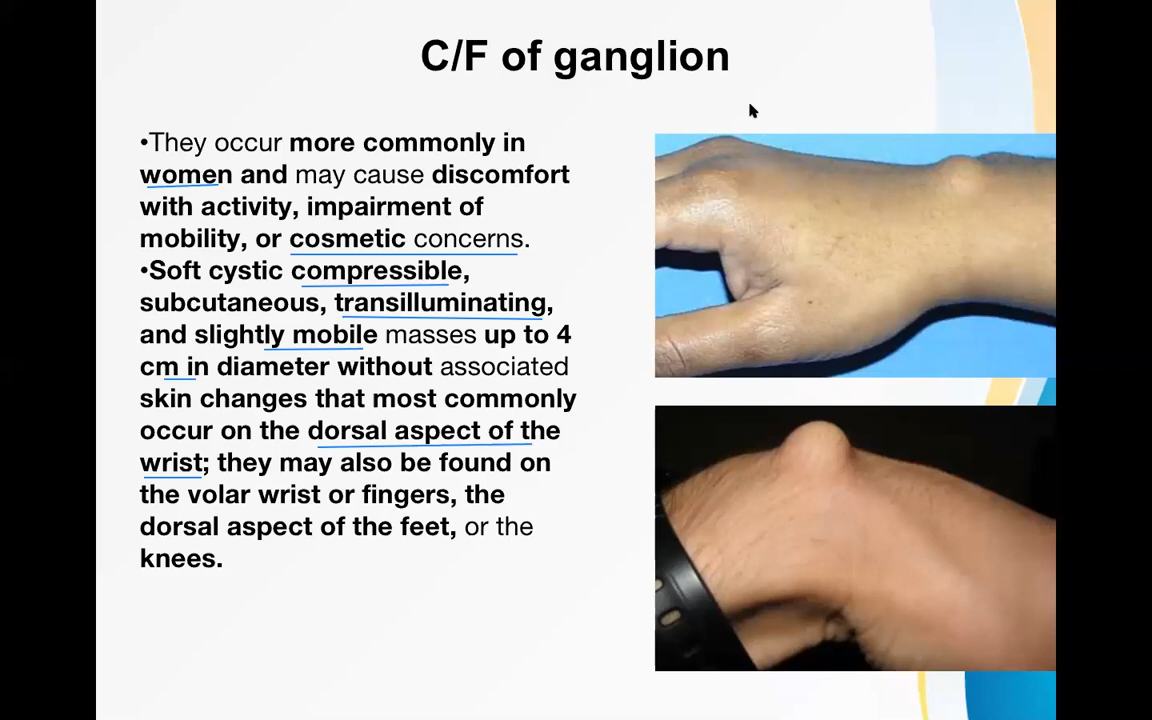 C/F of ganglion
•They occur more commonly in
women and may cause discomfort
with activity, impairment of
mobility, or cosmetic concerns.
•Soft cystic compressible,
subcutaneous, transilluminating,
and slightly mobile masses up to 4
cm in diameter without associated
skin changes that most commonly
occur on the dorsal aspect of the
wrist; they may also be found on
the volar wrist or fingers, the
dorsal aspect of the feet, or the
knees.